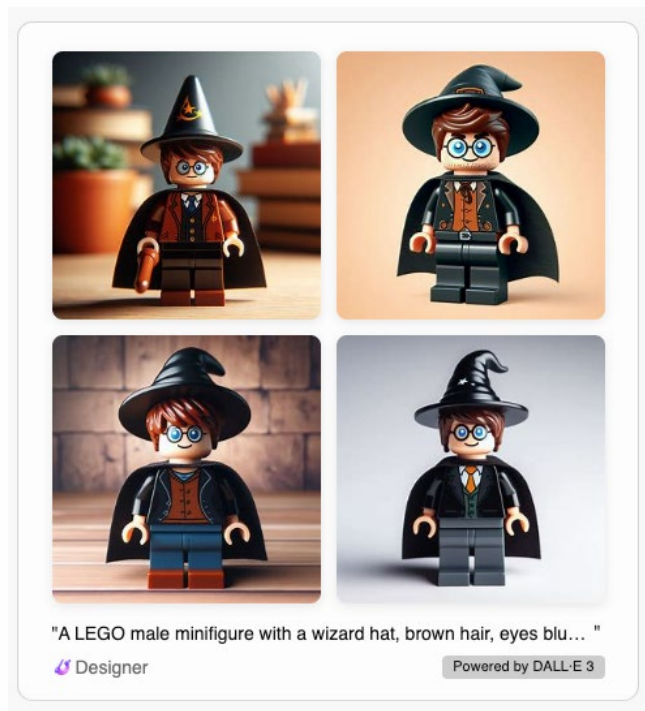 "A LEGO male minifigure with a wizard hat, brown hair, eyes blu... "
Designer
Powered by DALL·E 3